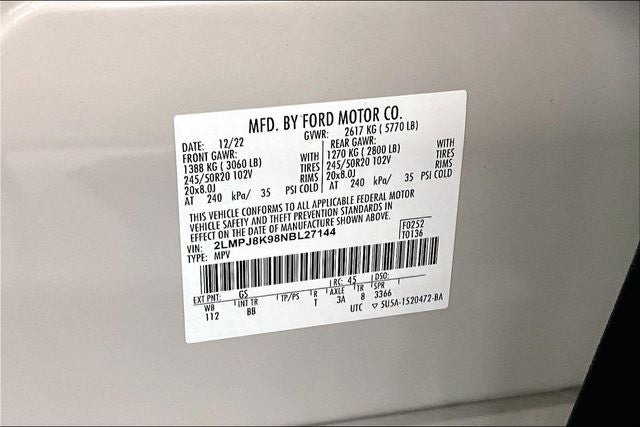 MFD. BY FORD MOTOR CO.
DATE: 12/22 GVWR: 2617 KG ( 5770 LB)
FRONT GAWR: REAR GAWR:
1388 KG ( 3060 LB) WITH 1270 KG ( 2800 LB) WITH
245/50R20 102V TIRES 245/50R20 102V TIRES
20x8.0J RIMS 20x8.0J RIMS
AT 240 kPa/ 35 PSI COLD AT 240 kPa/ 35 PSI COLD
THIS VEHICLE CONFORMS TO ALL APPLICABLE FEDERAL MOTOR
VEHICLE SAFETY AND THEFT PREVENTION STANDARDS IN
EFFECT ON THE DATE OF MANUFACTURE SHOWN ABOVE.
VIN: 2LMPJ8K98NBL27144 F0252
TYPE: MPV T0136
EXT PNT: GS RC: 45 DSO:
WB INT TR TP/PS R AXLE TR SPR
112 BB T 3A 8 3366
UTC ▽ 5U5A-1520472-BA